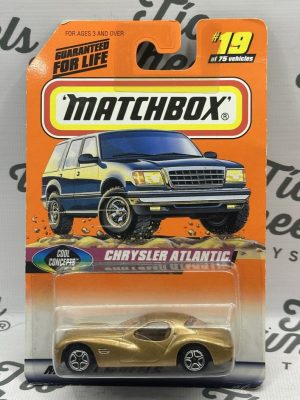 FOR AGES 3 AND OVER
GUARANTEED
FOR LIFE
#19
of 75 vehicles
'MATCHBOX'®
COOL
CONCEPTS
CHRYSLER ATLANTIC